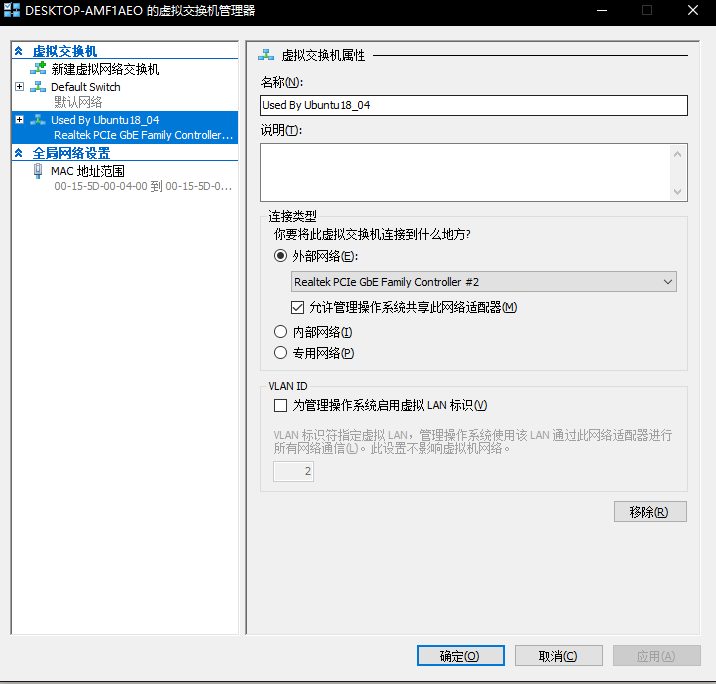 DESKTOP-AMF1AEO 的虚拟交换机管理器
虚拟交换机
新建虚拟网络交换机
Default Switch
默认网络
Used By Ubuntu18_04
Realtek PCIe GbE Family Controller...
全局网络设置
MAC 地址范围
00-15-5D-00-04-00 到 00-15-5D-0...
虚拟交换机属性
名称(N):
Used By Ubuntu18_04
说明(T):
连接类型
你要将此虚拟交换机连接到什么地方?
外部网络(E):
Realtek PCIe GbE Family Controller #2
允许管理操作系统共享此网络适配器(M)
内部网络(I)
专用网络(P)
VLAN ID
为管理操作系统启用虚拟 LAN 标识(V)
VLAN 标识符指定虚拟 LAN，管理操作系统使用该 LAN 通过此网络适配器进行
所有网络通信(L)。此设置不影响虚拟机网络。
2
移除(R)
确定(O)
取消(C)
应用(A)